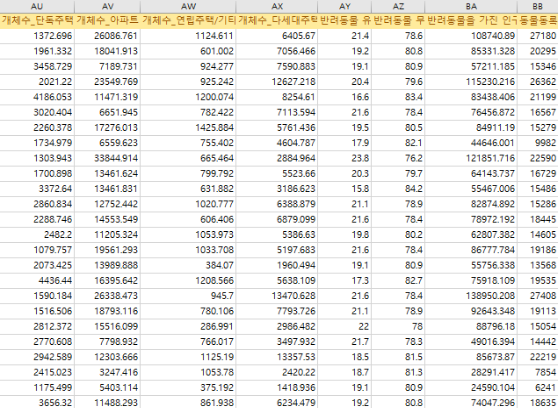 AU AV AW AX AY AZ BA BB
개체수_단독주택 개체수_아파트 개체수_연립주택/기타 개체수_다세대주택 반려동물 유 반려동물 무 반려동물을 가진 인구 동물등록
1372.696 26086.761 1124.611 6405.67 21.4 78.6 108740.89 27180
1961.332 18041.913 601.002 7056.466 19.2 80.8 85331.328 20295
3458.729 7189.731 924.277 7590.883 19.1 80.9 57211.185 15346
2021.22 23549.769 925.242 12627.218 20.4 79.6 115230.216 26362
4186.053 11471.319 1200.074 8254.61 16.6 83.4 83438.406 21199
3020.404 6651.945 782.422 7113.594 21.6 78.4 76456.872 16567
2260.378 17276.013 1425.884 5761.436 19.5 80.5 84911.19 15279
1734.979 6559.623 755.402 4604.787 17.9 82.1 44646.001 9982
1303.943 33844.914 665.464 2884.964 23.8 76.2 121851.716 22590
1700.898 13461.624 799.792 5523.66 20.3 79.7 64143.737 16729
3372.64 13461.831 631.882 3186.623 15.8 84.2 55467.006 15486
2860.834 12752.442 1020.777 6388.879 21.1 78.9 82874.892 15286
2288.746 14553.549 606.406 6879.099 21.6 78.4 78972.192 18445
2482.2 11205.324 1053.973 5386.63 19.8 80.2 62807.382 14605
1079.757 19561.293 1033.708 5197.683 21.6 78.4 86777.784 19186
2073.425 13989.888 384.07 1960.494 19.1 80.9 55756.338 13568
4436.44 16395.642 1208.566 5638.109 17.3 82.7 75918.109 19535
1590.184 26338.473 945.7 13470.628 21.6 78.4 138950.208 27408
1516.506 18793.116 780.106 7793.726 21.1 78.9 92643.348 19113
2812.372 15516.099 286.991 2986.482 22 78 88796.18 15054
2770.608 7798.932 766.017 3497.932 21.7 78.3 49016.394 14442
2942.589 12303.666 1125.19 13357.53 18.5 81.5 85673.87 22219
2415.023 3247.416 1053.78 2420.22 18.7 81.3 28291.417 7854
1175.499 5403.114 375.192 1418.936 19.1 80.9 24590.104 6241
3656.32 11488.293 861.938 6234.479 19.2 80.8 74047.296 18635